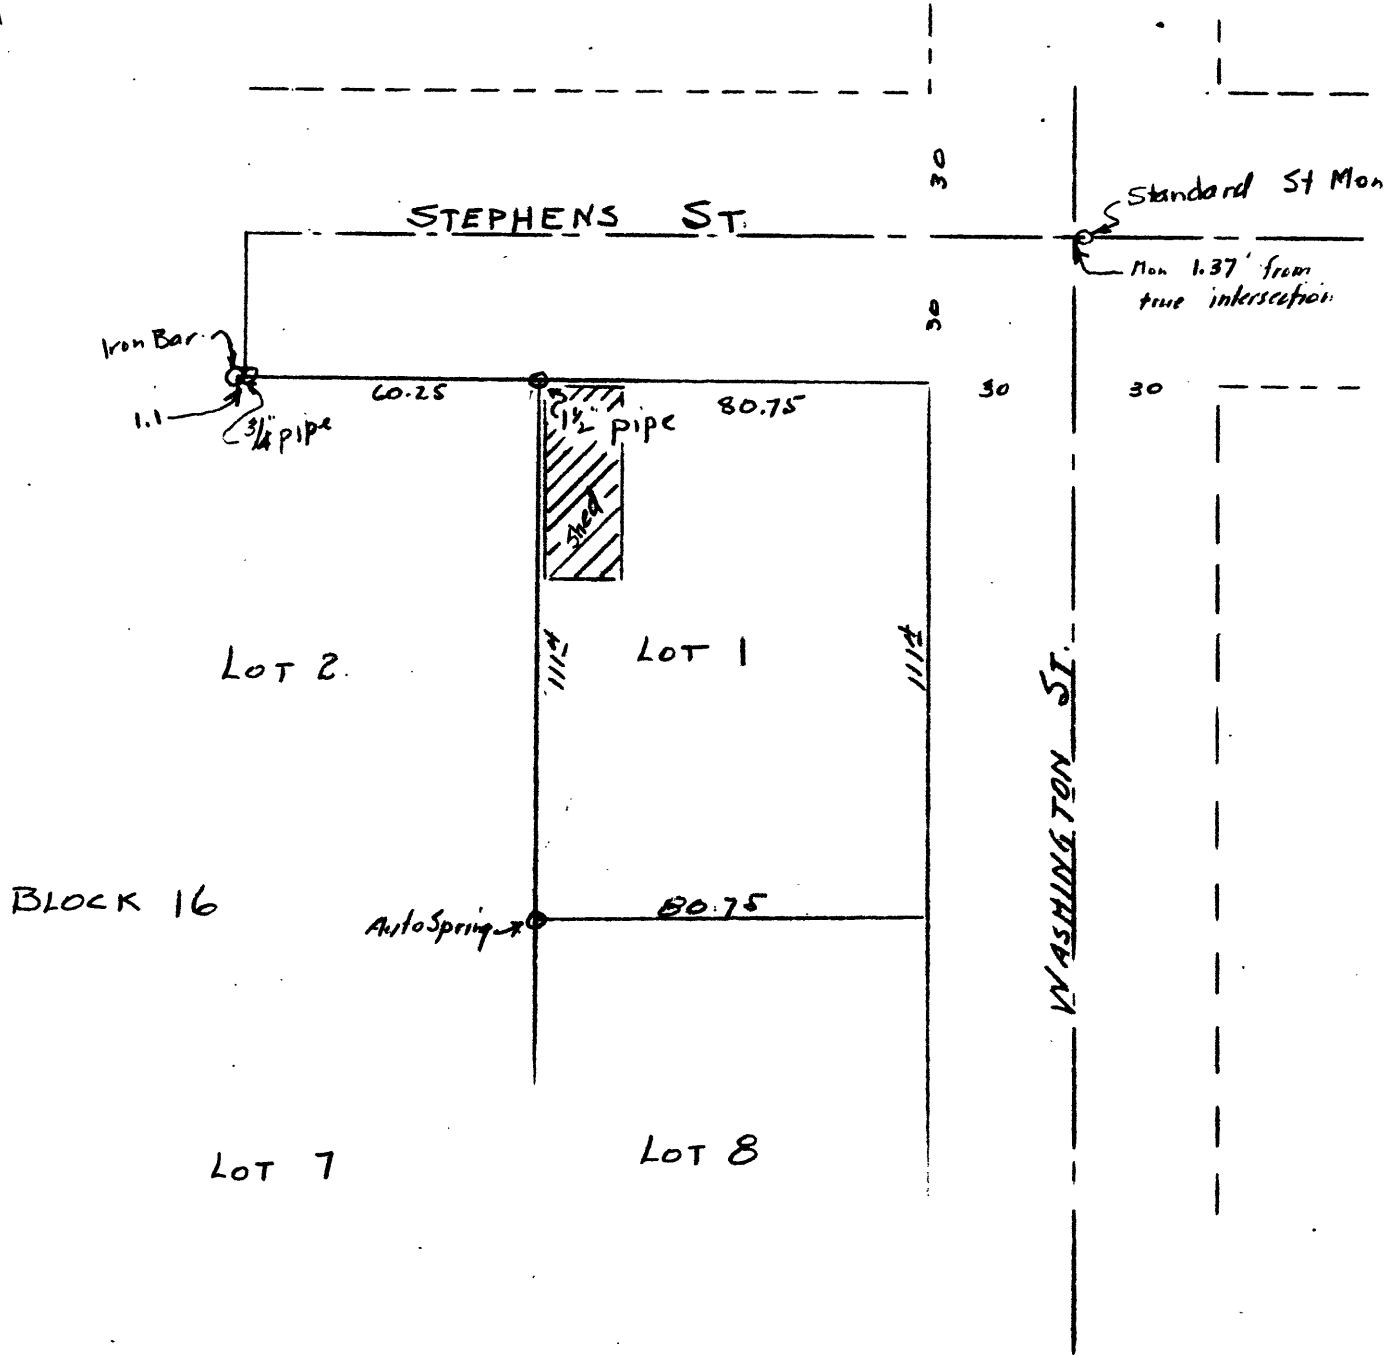 30
Standard St Mon
STEPHENS ST.
Mon 1.37' from
true intersection
30
Iron Bar
60.25
80.75
30
30
1.1
3/4" pipe
1 1/2" pipe
Shed
LOT 2.
111.4
LOT 1
111.4
WASHINGTON ST.
BLOCK 16
80.75
Auto Spring
LOT 7
LOT 8